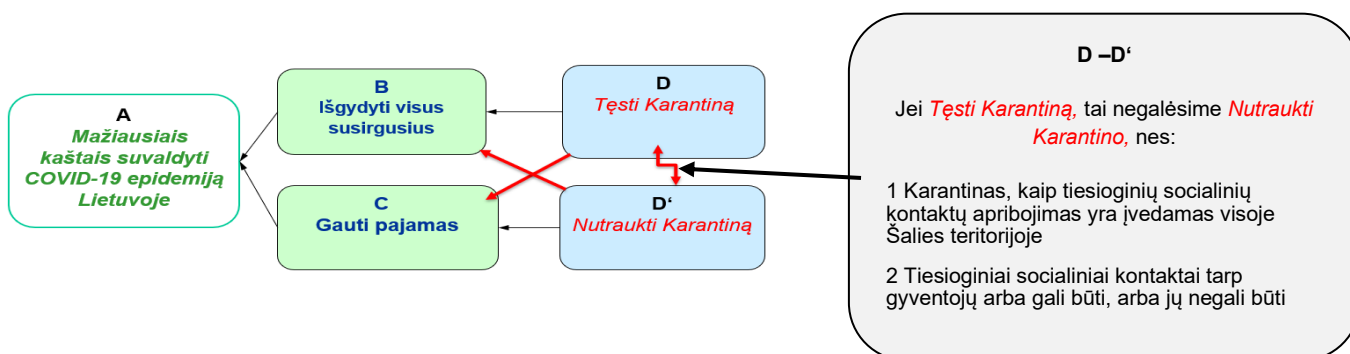 A
Mažiausiais
kaštais suvaldyti
COVID-19 epidemiją
Lietuvoje
B
Išgydyti visus
susirgusius
C
Gauti pajamas
D
Tęsti Karantiną
D‘
Nutraukti Karantiną
D –D‘
Jei Tęsti Karantiną, tai negalėsime Nutraukti
Karantino, nes:
1 Karantinas, kaip tiesioginių socialinių
kontaktų apribojimas yra įvedamas visoje
Šalies teritorijoje
2 Tiesioginiai socialiniai kontaktai tarp
gyventojų arba gali būti, arba jų negali būti